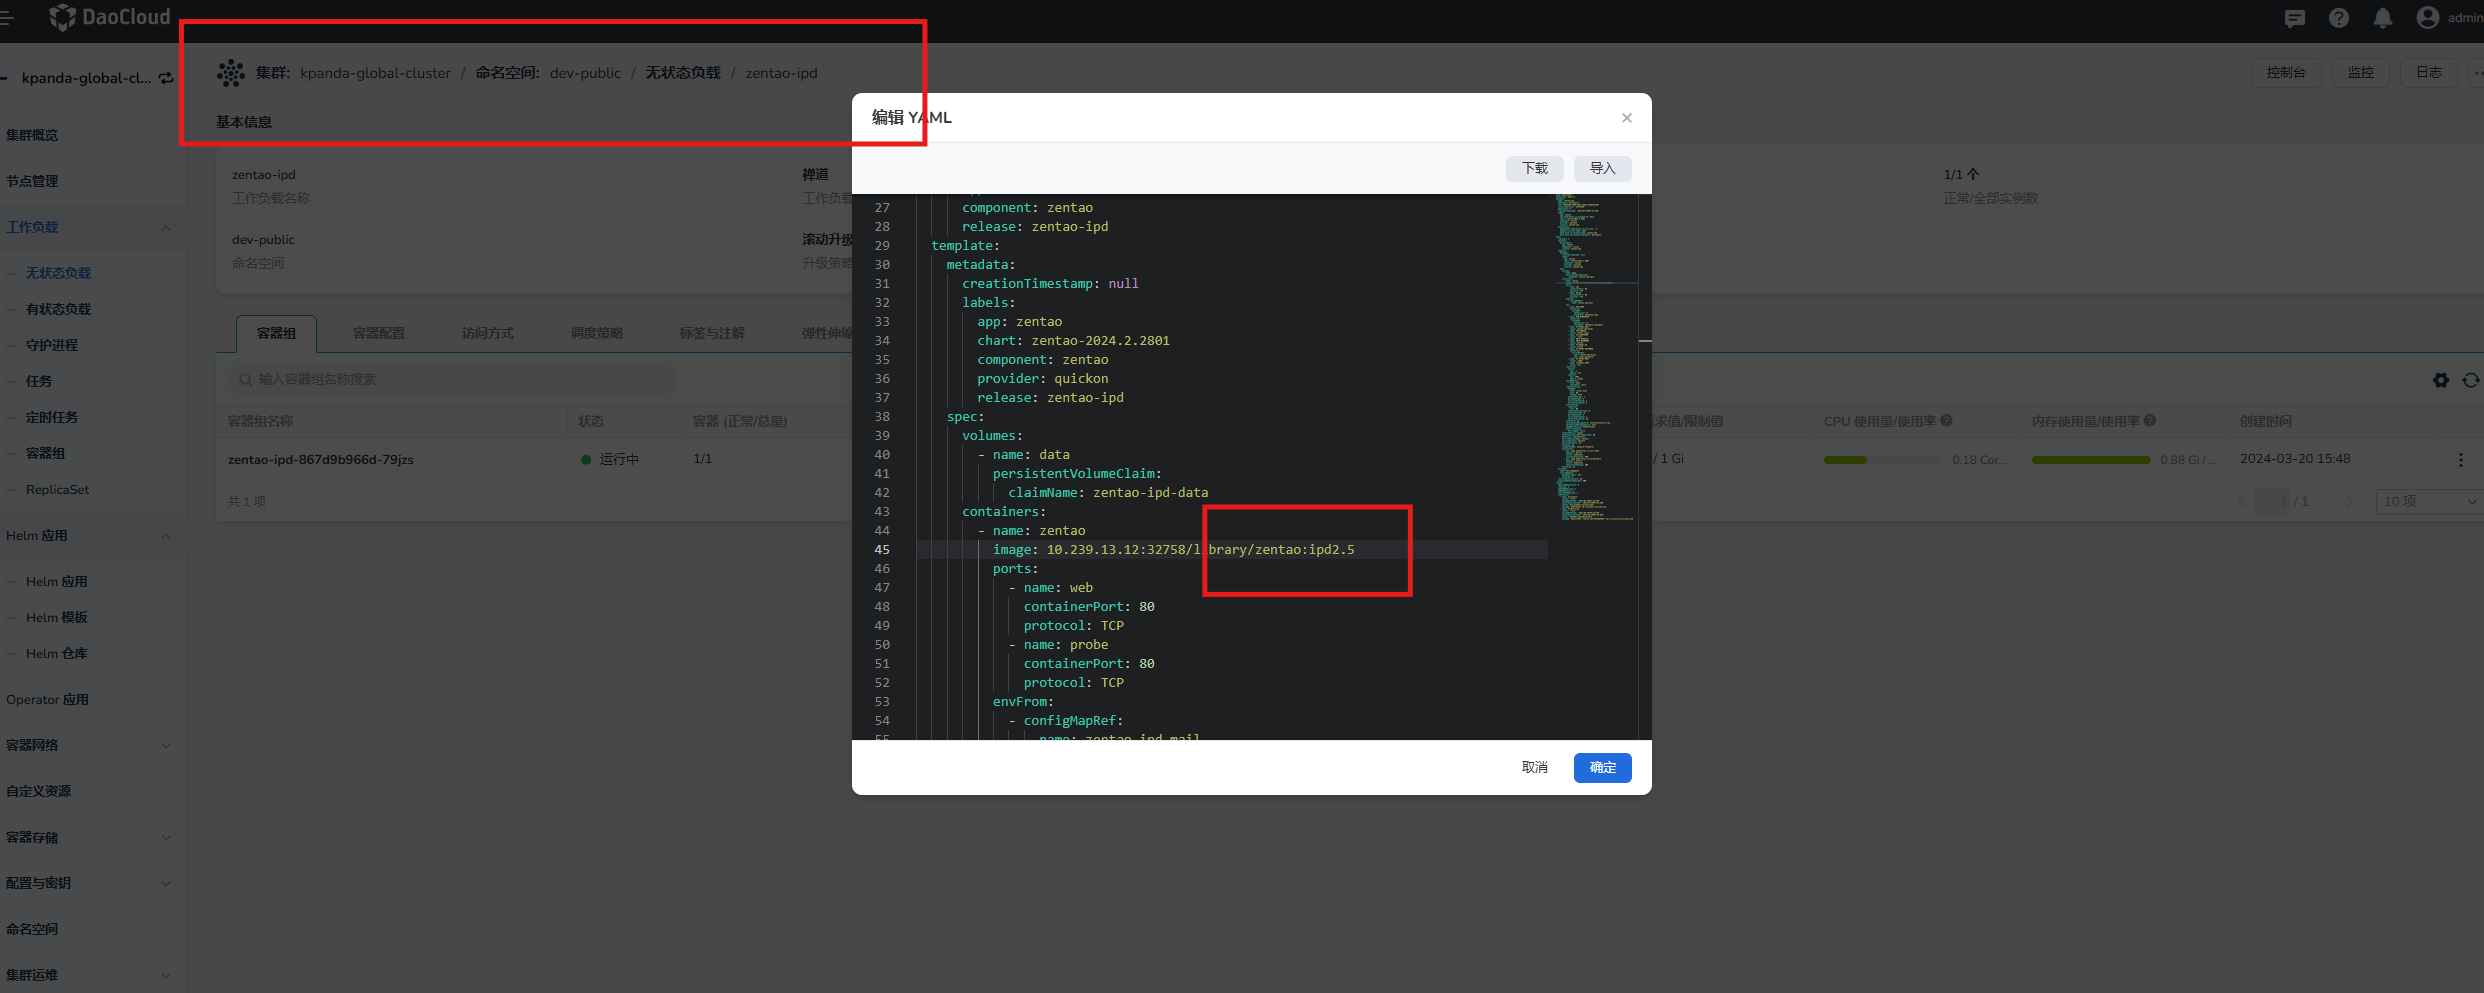 DaoCloud
admin
kpanda-global-cl...
集群: kpanda-global-cluster / 命名空间: dev-public / 无状态负载 / zentao-ipd
控制台
监控
日志
基本信息
集群概览
节点管理
工作负载
无状态负载
有状态负载
守护进程
任务
定时任务
容器组
ReplicaSet
Helm 应用
Helm 应用
Helm 模板
Helm 仓库
Operator 应用
容器网络
自定义资源
容器存储
配置与密钥
命名空间
集群运维
zentao-ipd
工作负载名称
禅道
工作负载
1/1 个
正常/全部实例数
dev-public
命名空间
滚动升级
升级策略
容器组
容器配置
访问方式
调度策略
标签与注解
弹性伸缩
输入容器组名称搜索
容器组名称
状态
容器 (正常/总量)
求值/限制值
CPU 使用量/使用率
内存使用量/使用率
创建时间
zentao-ipd-867d9b966d-79jzs
运行中
1/1
/ 1 Gi
0.18 Cor...
0.88 Gi / ...
2024-03-20 15:48
共 1 项
1 / 1
10 项
编辑 YAML
下载
导入
27 component: zentao
28 release: zentao-ipd
29 template:
30 metadata:
31 creationTimestamp: null
32 labels:
33 app: zentao
34 chart: zentao-2024.2.2801
35 component: zentao
36 provider: quickon
37 release: zentao-ipd
38 spec:
39 volumes:
40 - name: data
41 persistentVolumeClaim:
42 claimName: zentao-ipd-data
43 containers:
44 - name: zentao
45 image: 10.239.13.12:32758/library/zentao:ipd2.5
46 ports:
47 - name: web
48 containerPort: 80
49 protocol: TCP
50 - name: probe
51 containerPort: 80
52 protocol: TCP
53 envFrom:
54 - configMapRef:
55 name: zentao-ipd-mail
取消
确定